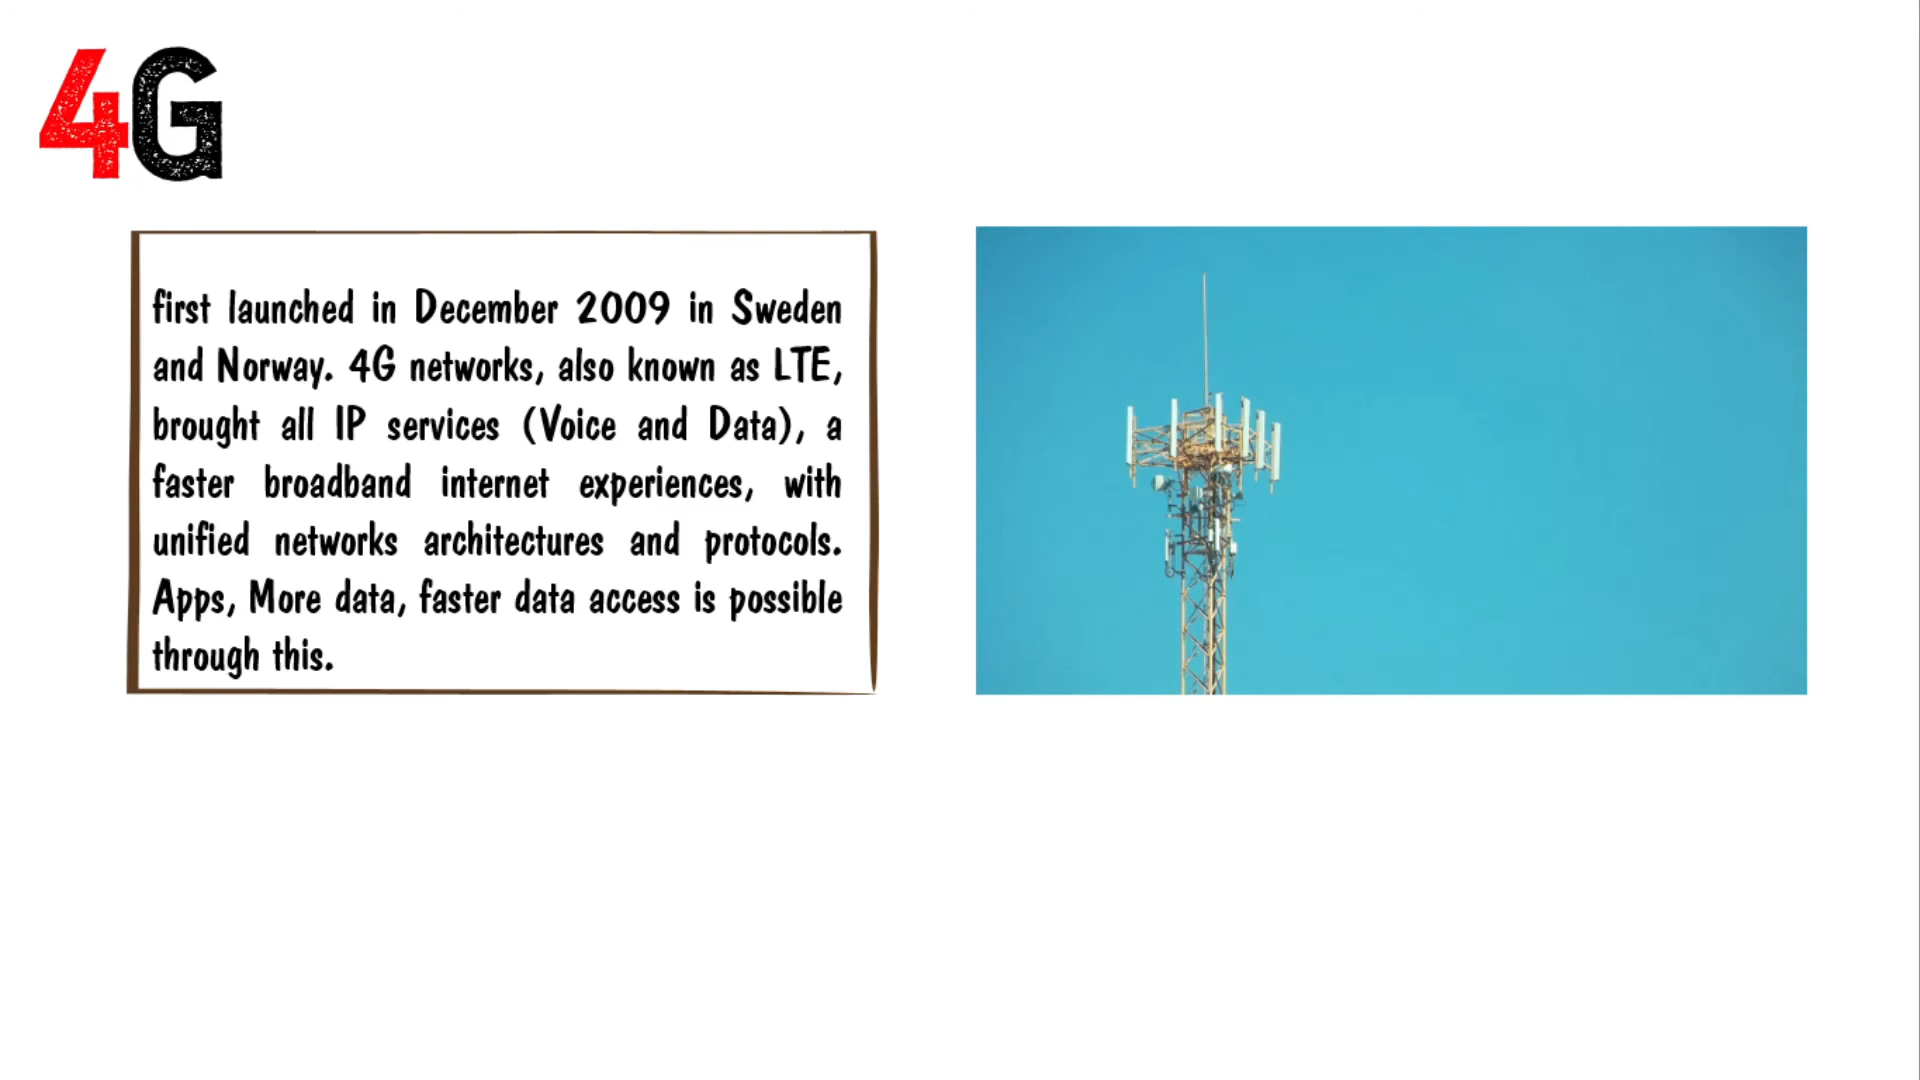 4G
first launched in December 2009 in Sweden
and Norway. 4G networks, also known as LTE,
brought all IP services (Voice and Data), a
faster broadband internet experiences, with
unified networks architectures and protocols.
Apps, More data, faster data access is possible
through this.